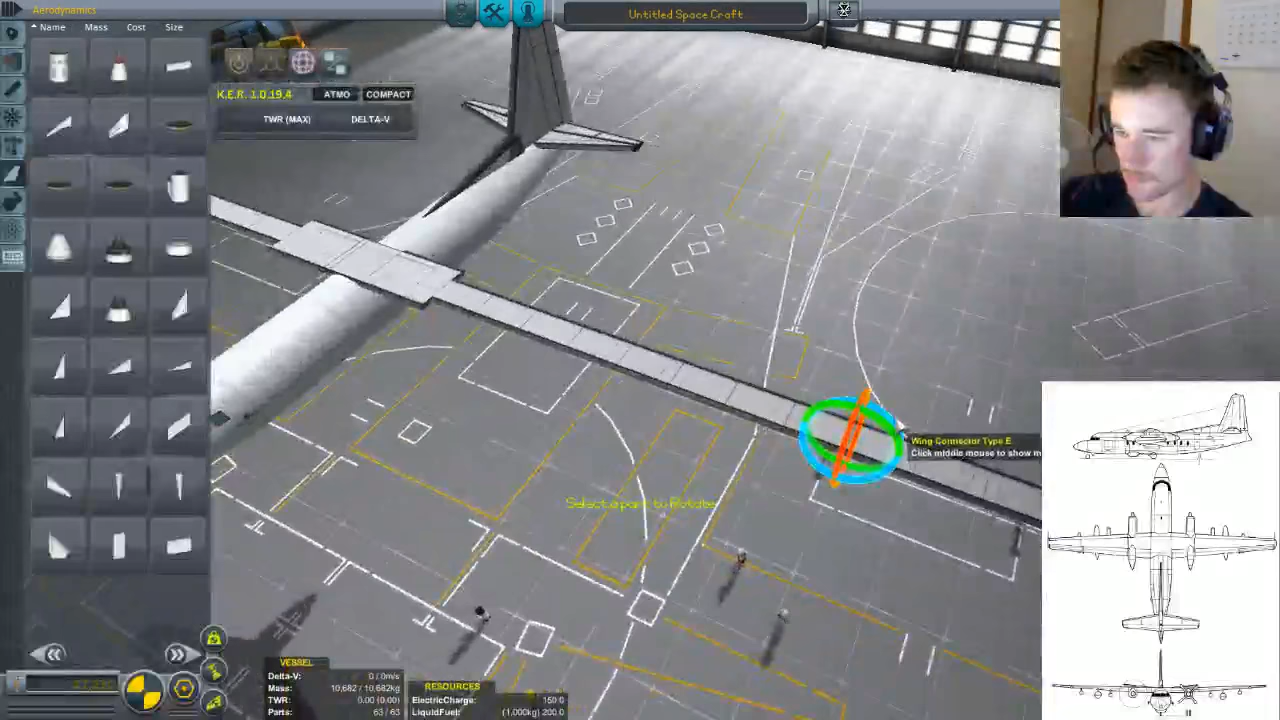 Aerodynamics
Untitled Space Craft
Name Mass Cost Size
K.E.R. 1.0.19.4 ATMO COMPACT
TWR (MAX) DELTA-V
Wing Connector Type E
Click middle mouse to show m
Select a part to Rotate
VESSEL
Delta-V: 0 / 0m/s
Mass: 10,682 / 10,682kg
TWR: 0.00 (0.00)
Parts: 63 / 63
RESOURCES
ElectricCharge: 150.0
LiquidFuel: (1,000kg) 200.0